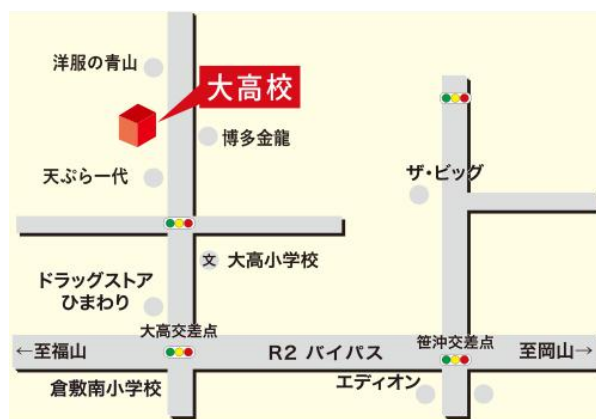 洋服の青山
大高校
博多金龍
天ぷら一代
ザ・ビッグ
文 大高小学校
ドラッグストア
ひまわり
大高交差点
笹沖交差点
←至福山
R2 バイパス
至岡山→
倉敷南小学校
エディオン